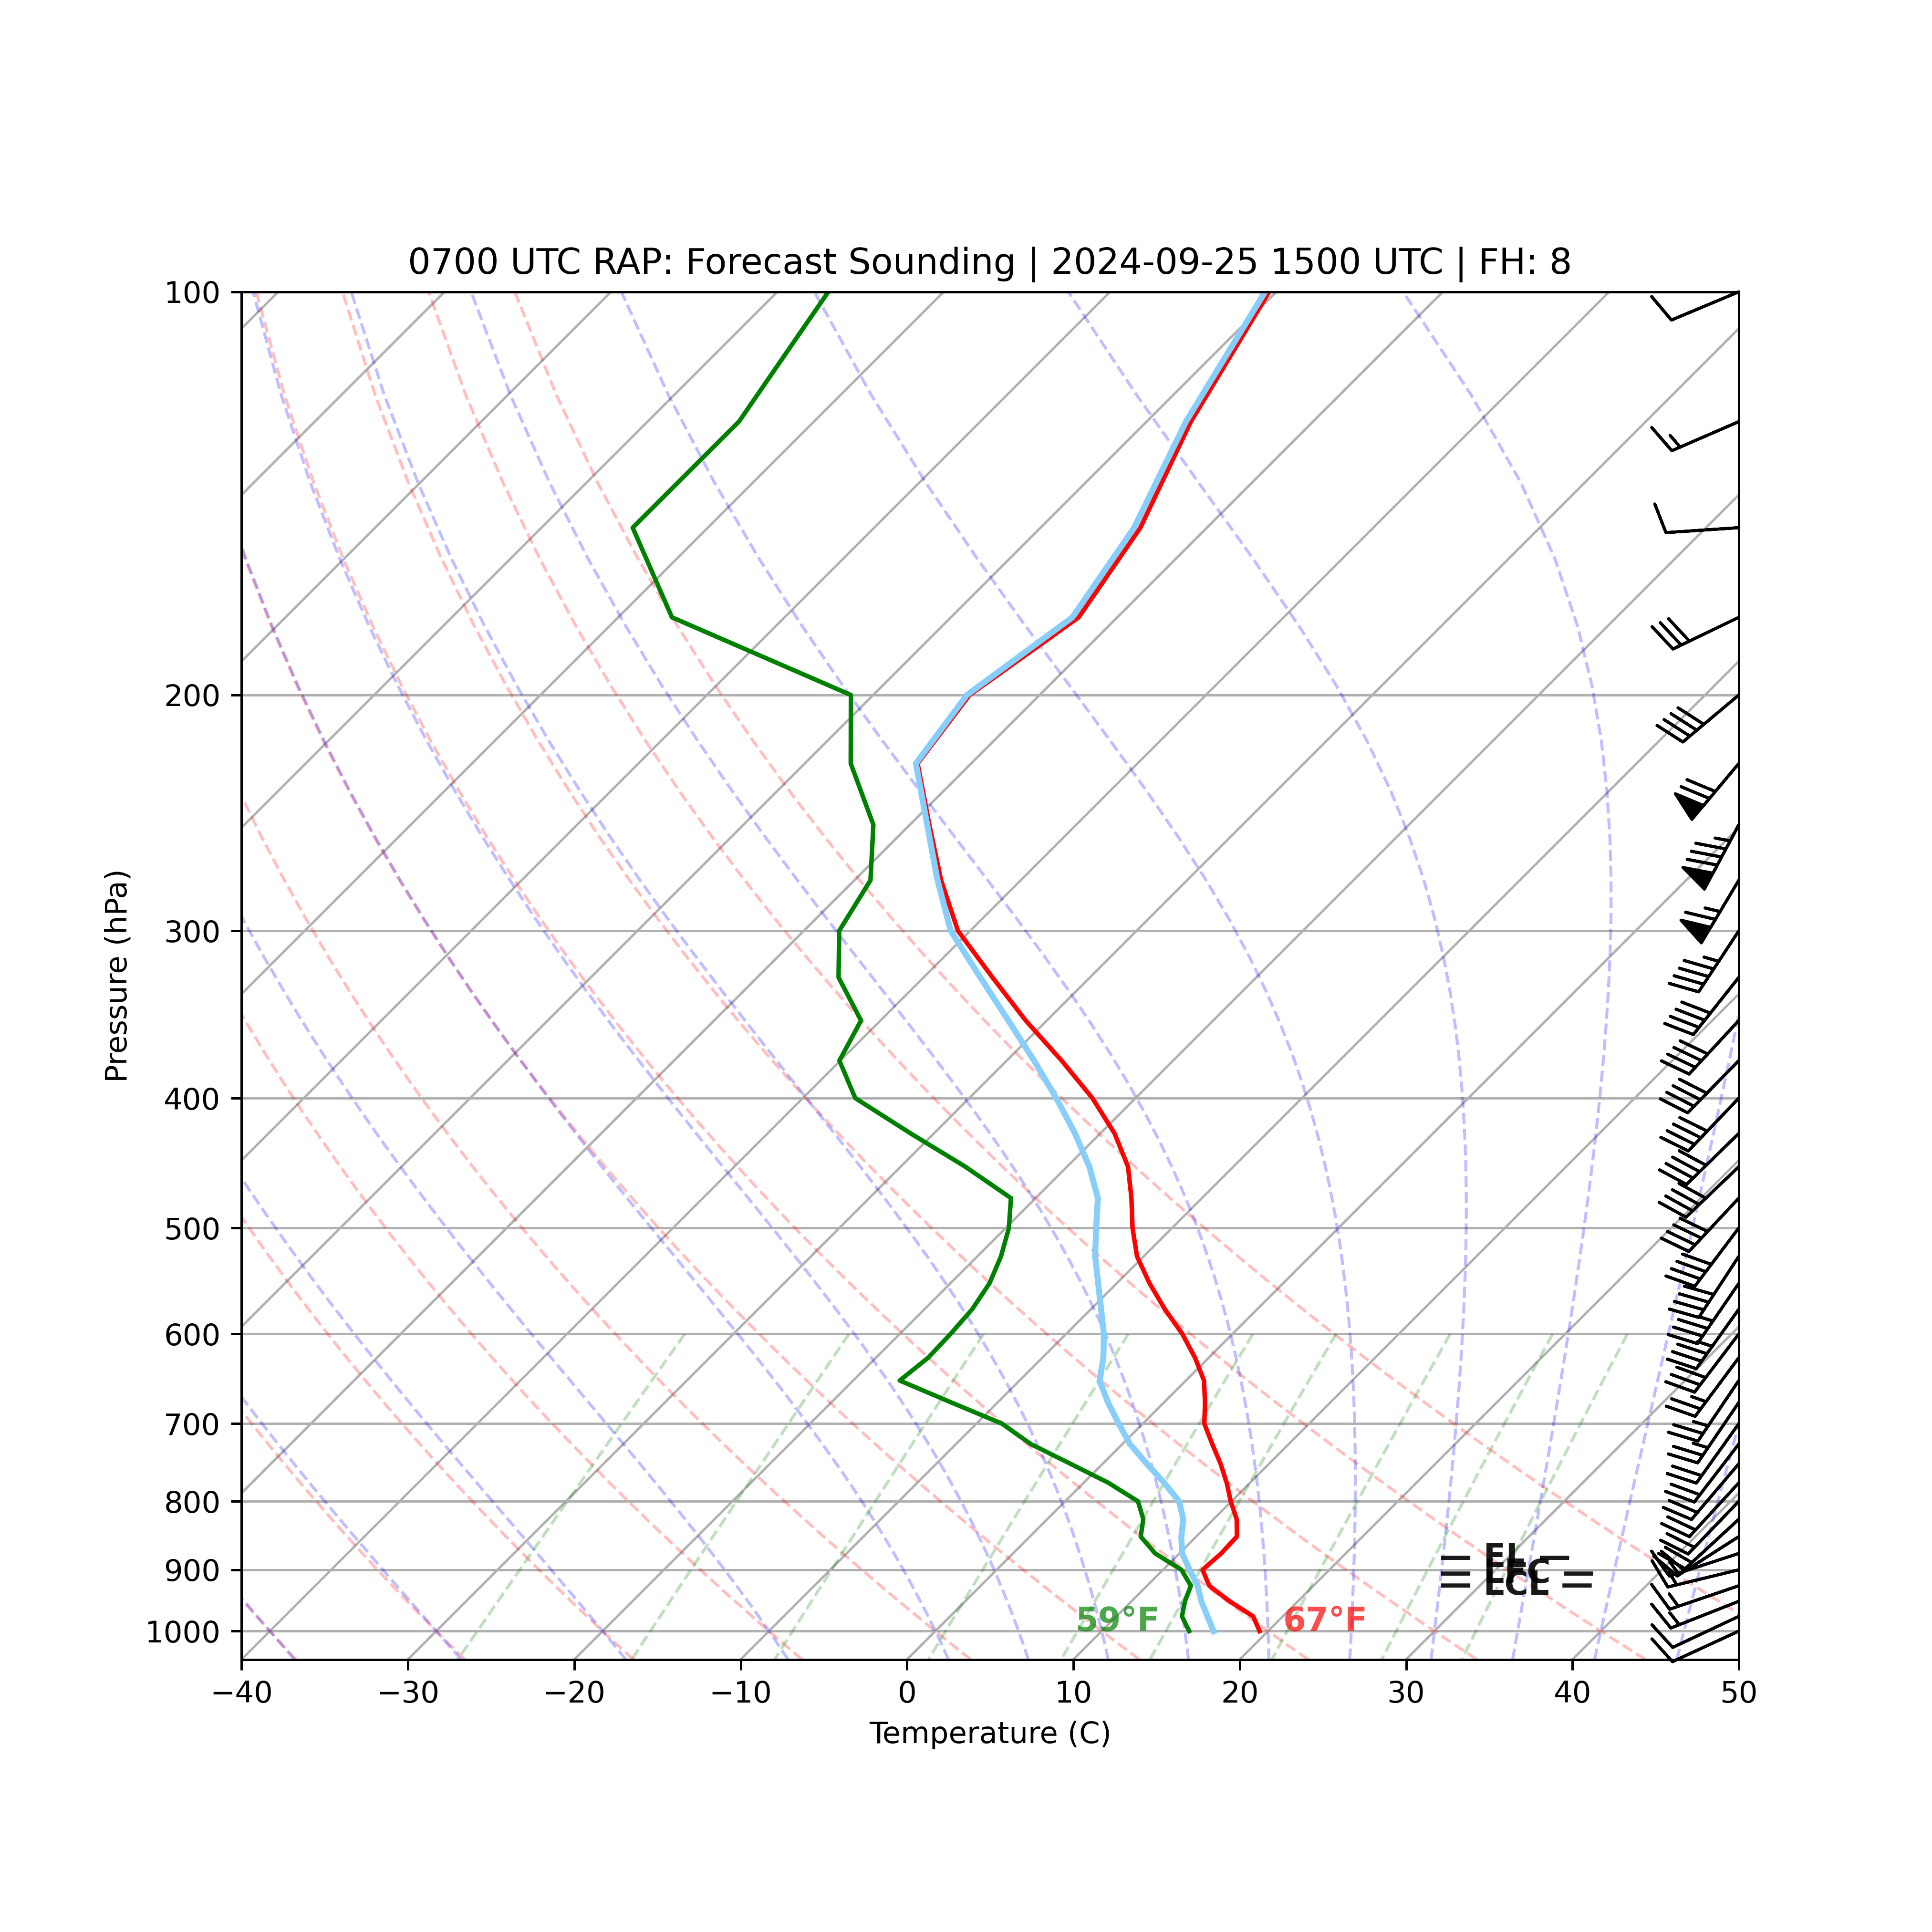 0700 UTC RAP: Forecast Sounding | 2024-09-25 1500 UTC | FH: 8
100
200
300
400
500
600
700
800
900
1000
Pressure (hPa)
= EL =
= LCL =
59°F
67°F
−40 −30 −20 −10 0 10 20 30 40 50
Temperature (C)